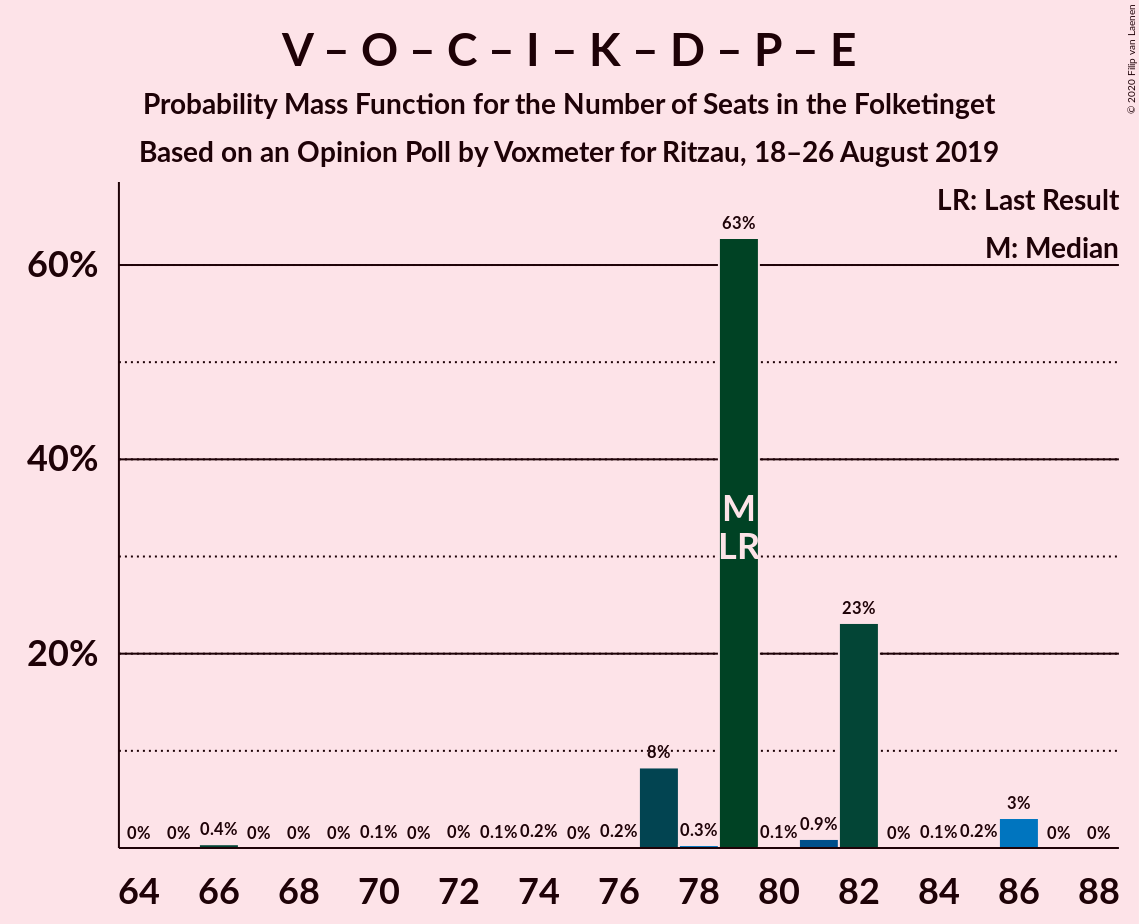 V – O – C – I – K – D – P – E
Probability Mass Function for the Number of Seats in the Folketinget
Based on an Opinion Poll by Voxmeter for Ritzau, 18–26 August 2019
© 2020 Filip van Laenen
LR: Last Result
M: Median
60%
40%
20%
63%
M
LR
23%
8%
3%
0% 0% 0.4% 0% 0% 0% 0.1% 0% 0% 0.1% 0.2% 0% 0.2% 0.3% 0.1% 0.9% 0% 0.1% 0.2% 0% 0%
64 66 68 70 72 74 76 78 80 82 84 86 88